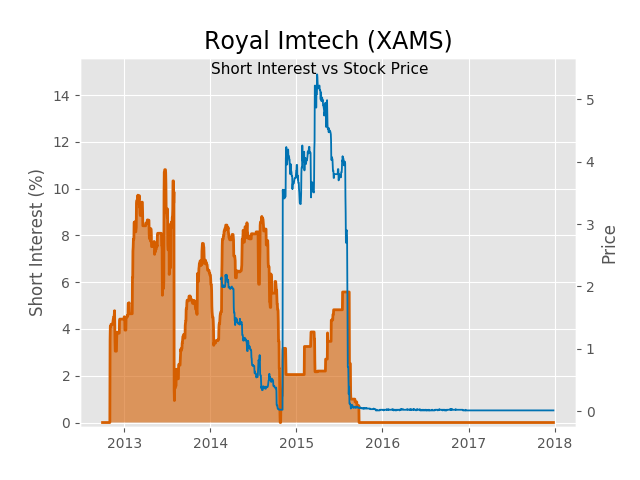 Royal Imtech (XAMS)
Short Interest vs Stock Price
Short Interest (%)
14
12
10
8
6
4
2
0
5
4
3
2
1
0
Price
2013 2014 2015 2016 2017 2018